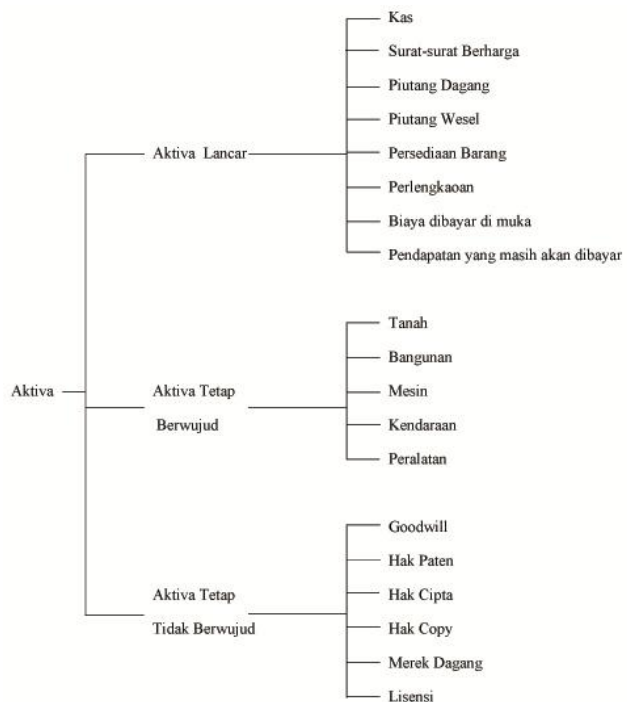 Aktiva
Aktiva Lancar
Kas
Surat-surat Berharga
Piutang Dagang
Piutang Wesel
Persediaan Barang
Perlengkaoan
Biaya dibayar di muka
Pendapatan yang masih akan dibayar
Aktiva Tetap
Berwujud
Tanah
Bangunan
Mesin
Kendaraan
Peralatan
Aktiva Tetap
Tidak Berwujud
Goodwill
Hak Paten
Hak Cipta
Hak Copy
Merek Dagang
Lisensi